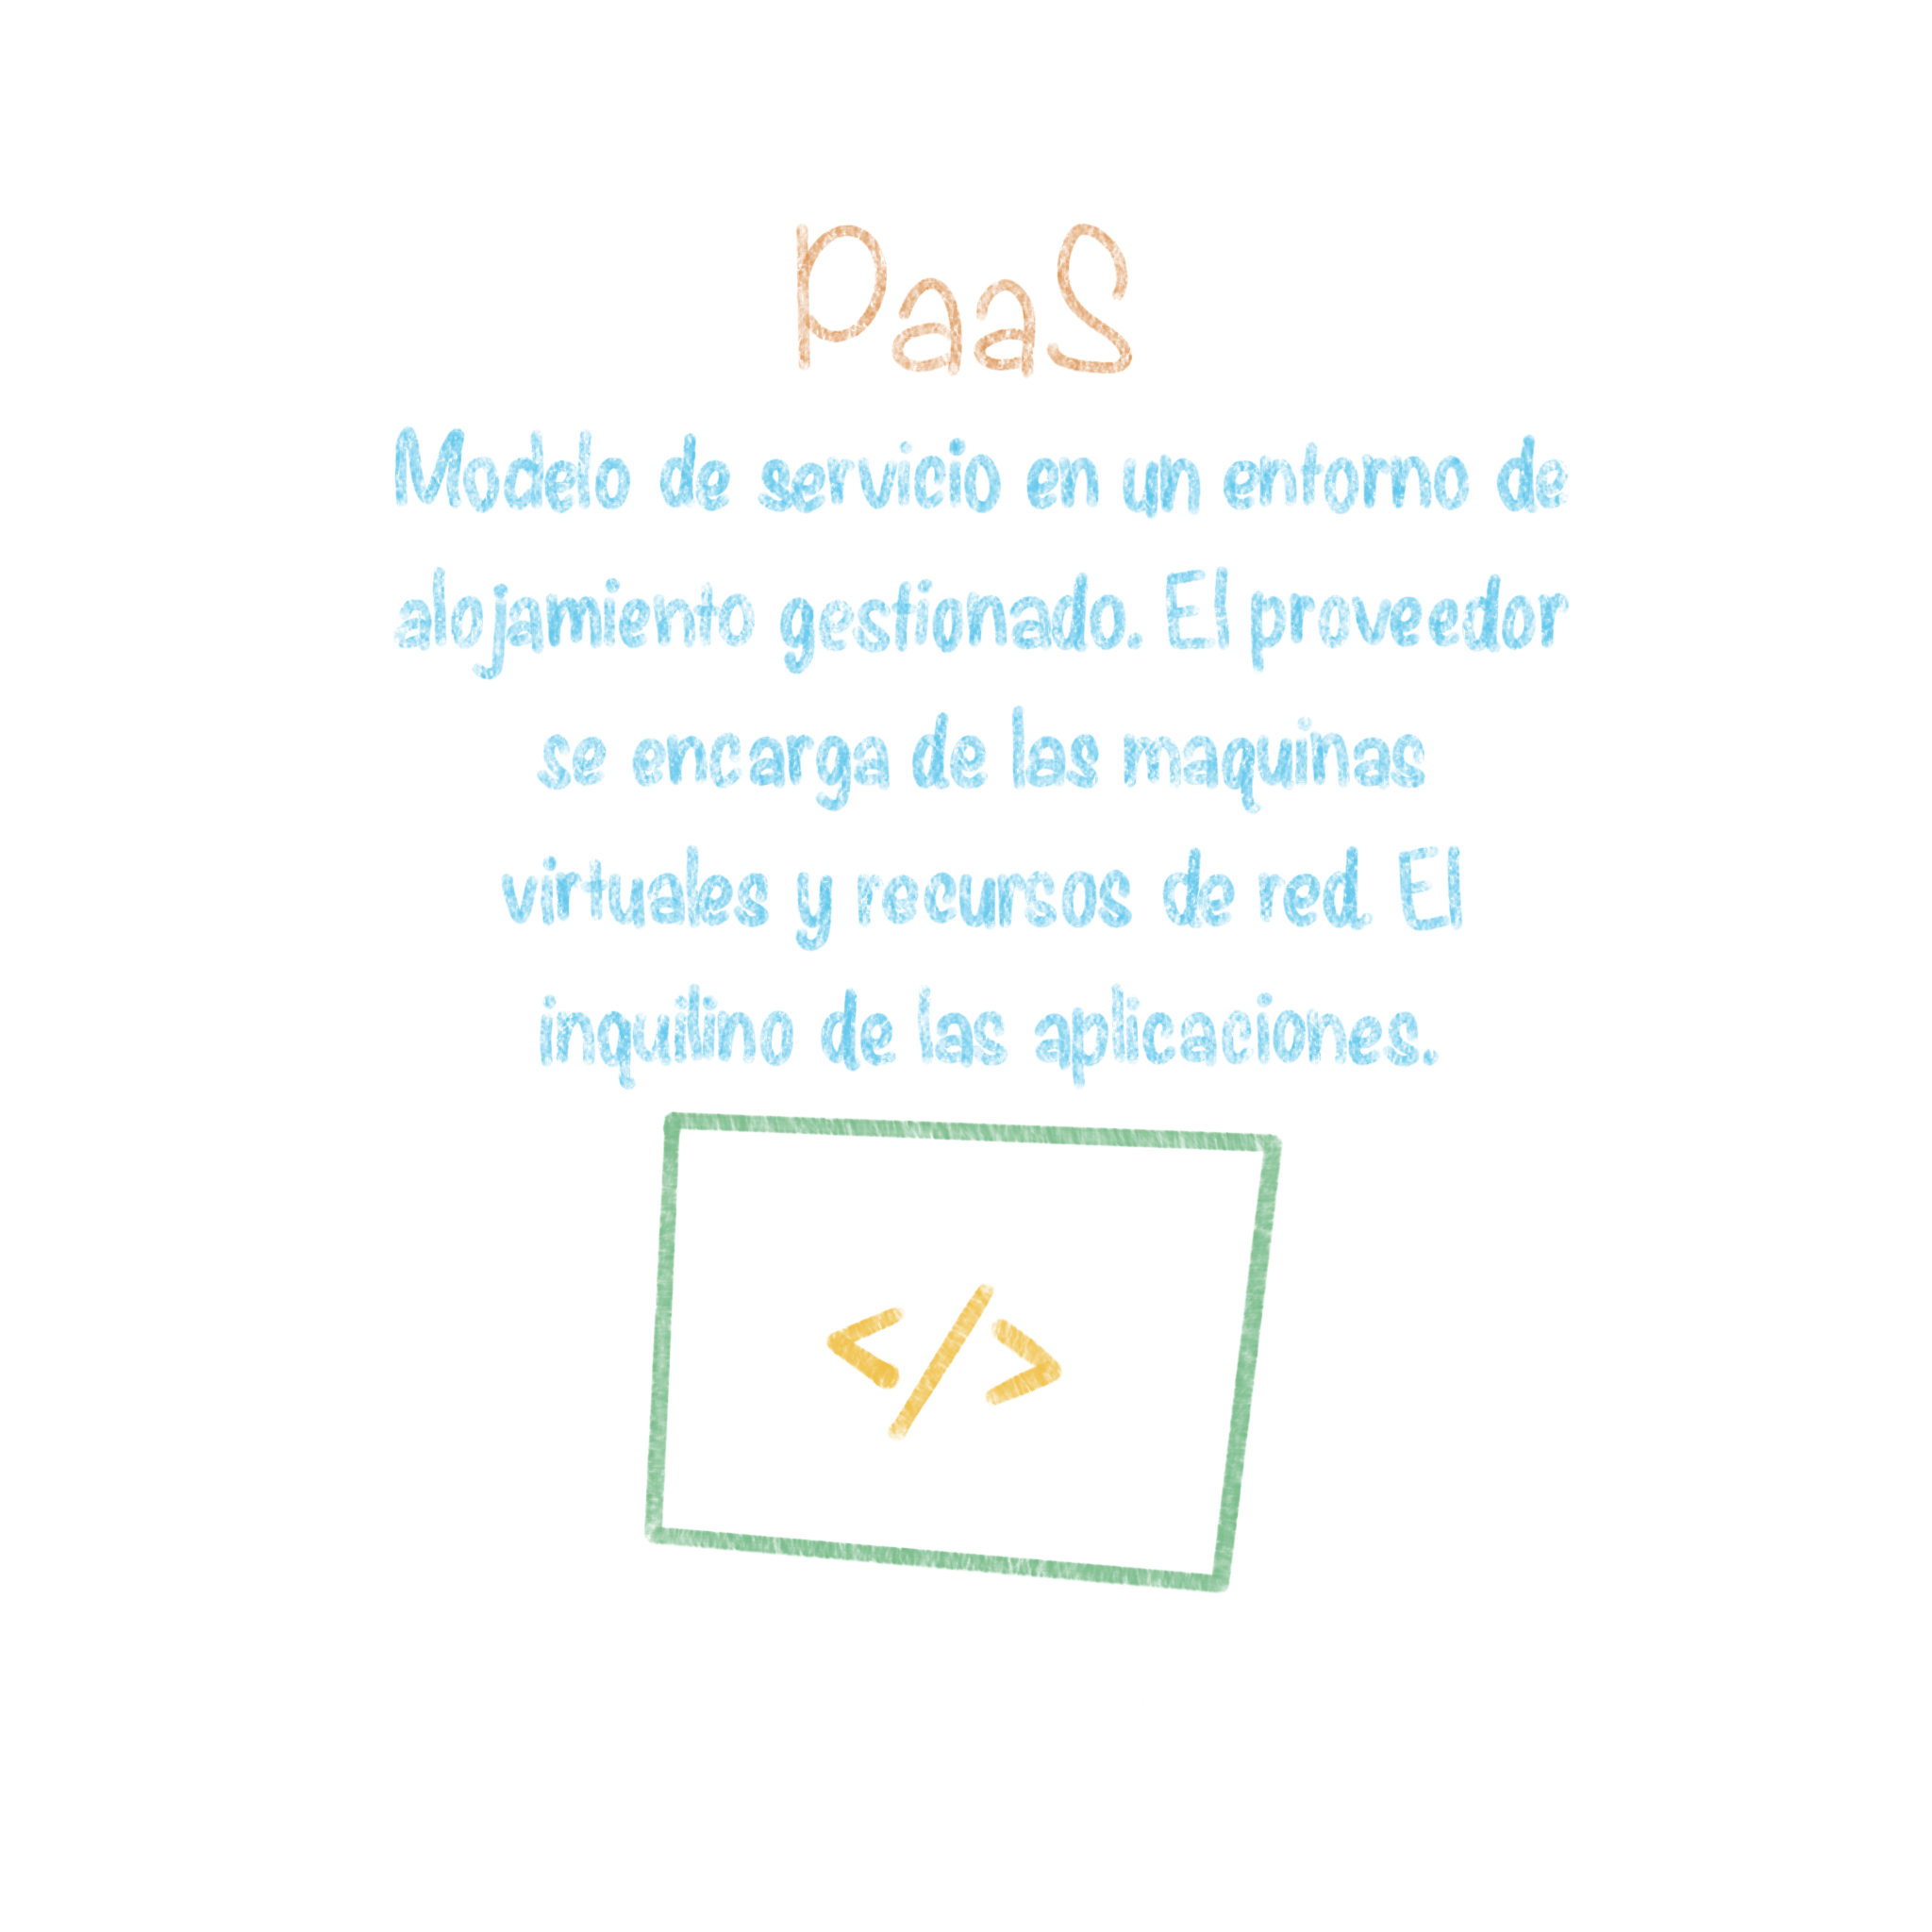 PaaS
Modelo de servicio en un entorno de
alojamiento gestionado. El proveedor
se encarga de las maquinas
virtuales y recursos de red. El
inquilino de las aplicaciones.
</>